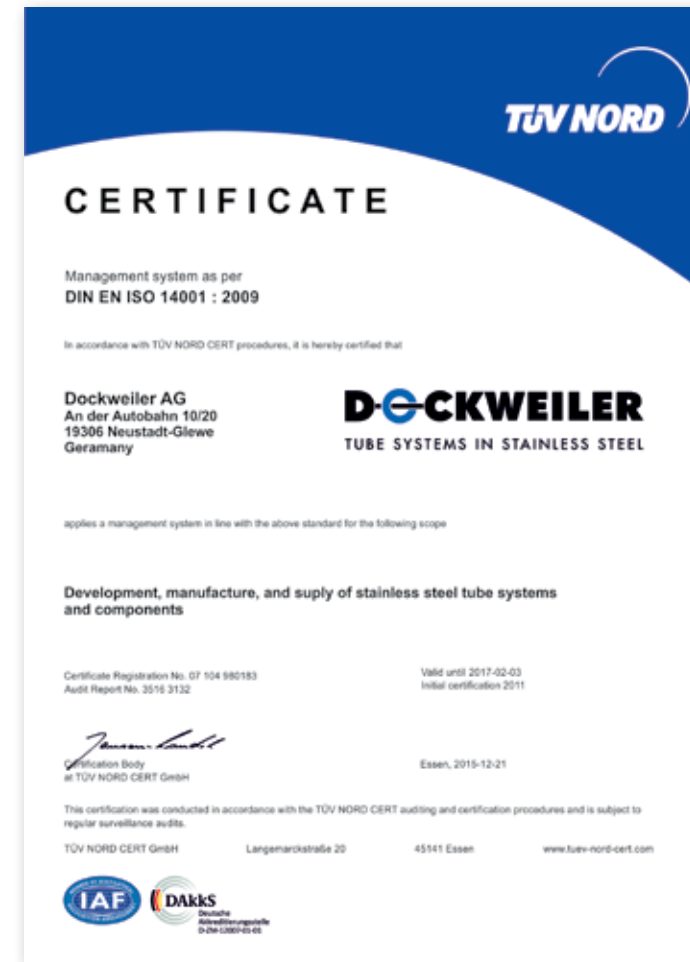 TÜV NORD
CERTIFICATE
Management system as per
DIN EN ISO 14001 : 2009
In accordance with TÜV NORD CERT procedures, it is hereby certified that
Dockweiler AG
An der Autobahn 10/20
19306 Neustadt-Glewe
Geramany
DOCKWEILER
TUBE SYSTEMS IN STAINLESS STEEL
applies a management system in line with the above standard for the following scope
Development, manufacture, and suply of stainless steel tube systems
and components
Certificate Registration No. 07 104 980183
Audit Report No. 3516 3132
Valid until 2017-02-03
Initial certification 2011
Certification Body
at TÜV NORD CERT GmbH
Essen, 2015-12-21
This certification was conducted in accordance with the TÜV NORD CERT auditing and certification procedures and is subject to
regular surveillance audits.
TÜV NORD CERT GmbH Langemarckstraße 20 45141 Essen www.tuev-nord-cert.com
IAF
DAkkS
Deutsche
Akkreditierungsstelle
D-ZM-12007-01-01